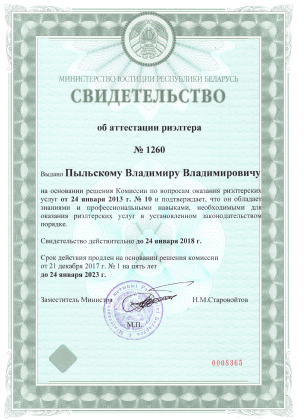 МИНИСТЕРСТВО ЮСТИЦИИ РЕСПУБЛИКИ БЕЛАРУСЬ
СВИДЕТЕЛЬСТВО
об аттестации риэлтера
№ 1260
Выдано Пыльскому Владимиру Владимировичу
на основании решения Комиссии по вопросам оказания риэлтерских
услуг от 24 января 2013 г. № 10 и подтверждает, что он обладает
знаниями и профессиональными навыками, необходимыми для
оказания риэлтерских услуг в установленном законодательством
порядке.
Свидетельство действительно до 24 января 2018 г.
Срок действия продлен на основании решения комиссии
от 21 декабря 2017 г. № 1 на пять лет
до 24 января 2023 г.
Заместитель Министра Н.М.Старовойтов
М.П.
0005365